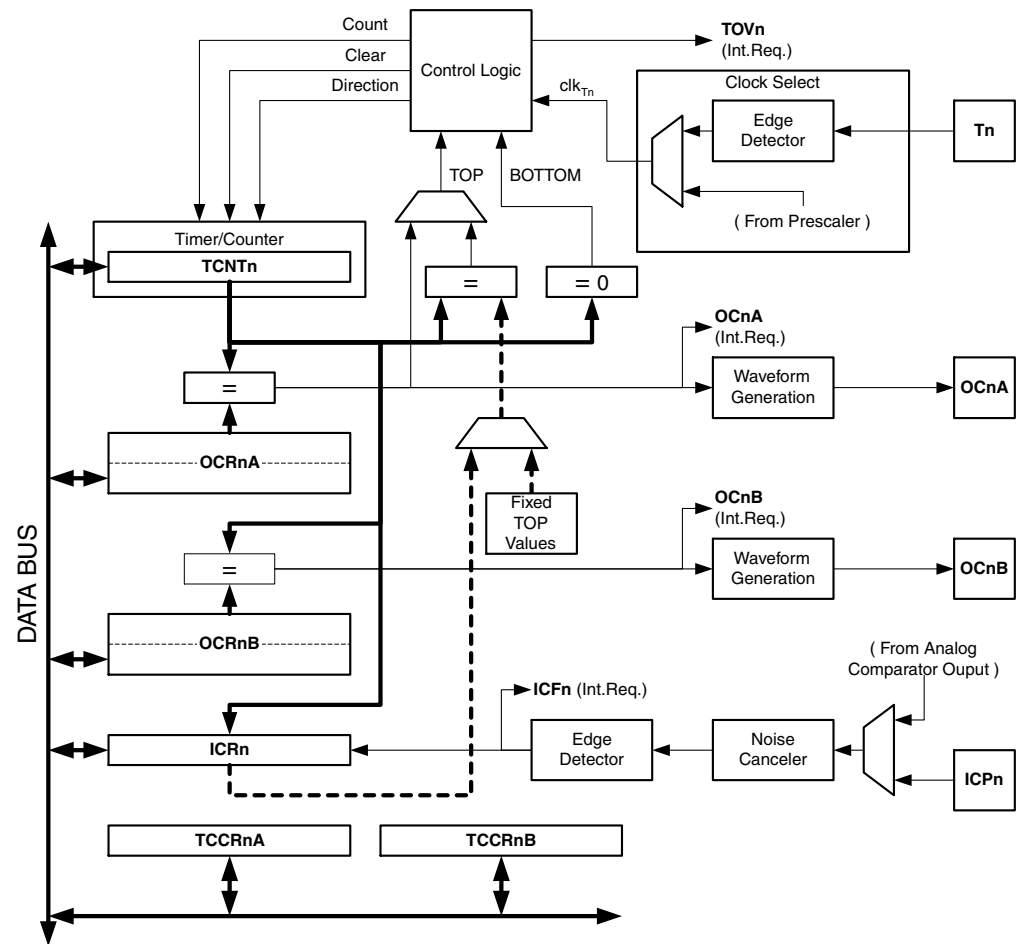 Count
Clear
Direction
Control Logic
TOVn
(Int.Req.)
clkTn
Clock Select
Edge
Detector
Tn
( From Prescaler )
TOP
BOTTOM
Timer/Counter
TCNTn
=
= 0
OCnA
(Int.Req.)
=
Waveform
Generation
OCnA
OCRnA
Fixed
TOP
Values
OCnB
(Int.Req.)
=
Waveform
Generation
OCnB
DATA BUS
OCRnB
( From Analog
Comparator Ouput )
ICFn (Int.Req.)
ICRn
Edge
Detector
Noise
Canceler
ICPn
TCCRnA
TCCRnB